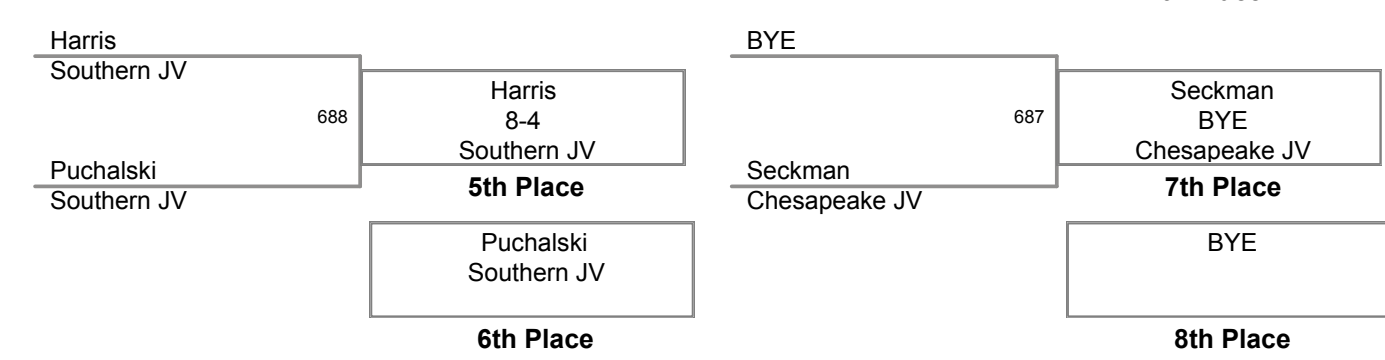 Harris
Southern JV
688
Puchalski
Southern JV
Harris
8-4
Southern JV
5th Place
Puchalski
Southern JV
6th Place
BYE
687
Seckman
Chesapeake JV
Seckman
BYE
Chesapeake JV
7th Place
BYE
8th Place